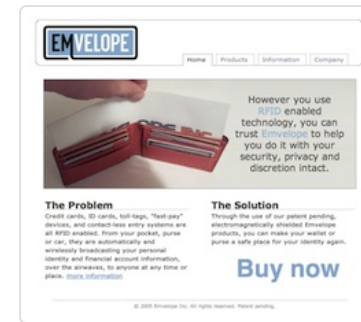 EMVELOPE
Home Products Information Company
However you use
RFID enabled
technology, you can
trust Emvelope to help
you do it with your
security, privacy and
discretion intact.
The Problem
Credit cards, ID cards, toll-tags, "fast-pay"
devices, and contact-less entry systems are
all RFID enabled. From your pocket, purse
or car, they are automatically and
wirelessly broadcasting your personal
identity and financial account information,
over the airwaves, to anyone at any time or
place. more information
The Solution
Through the use of our patent pending,
electromagnetically shielded Emvelope
products, you can make your wallet or
purse a safe place for your identity again.
Buy now
© 2005 Emvelope Inc. All rights reserved. Patent pending.